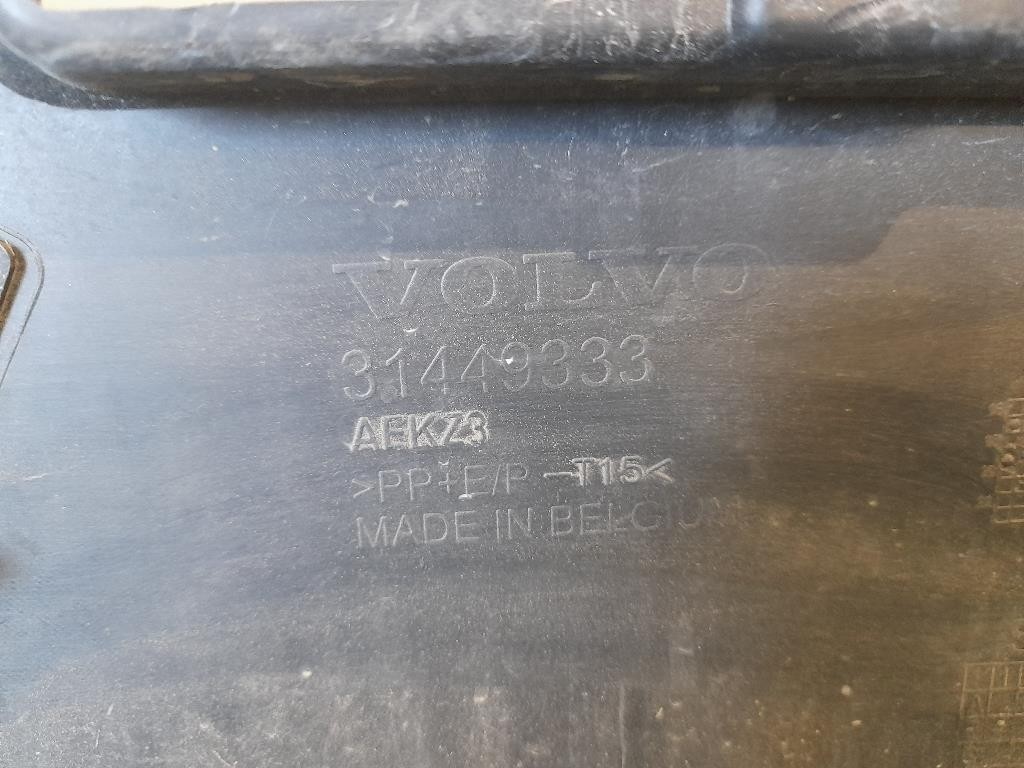 VOLVO
31449333
AEKZ3
>PP+E/P-T15<
MADE IN BELGIUM